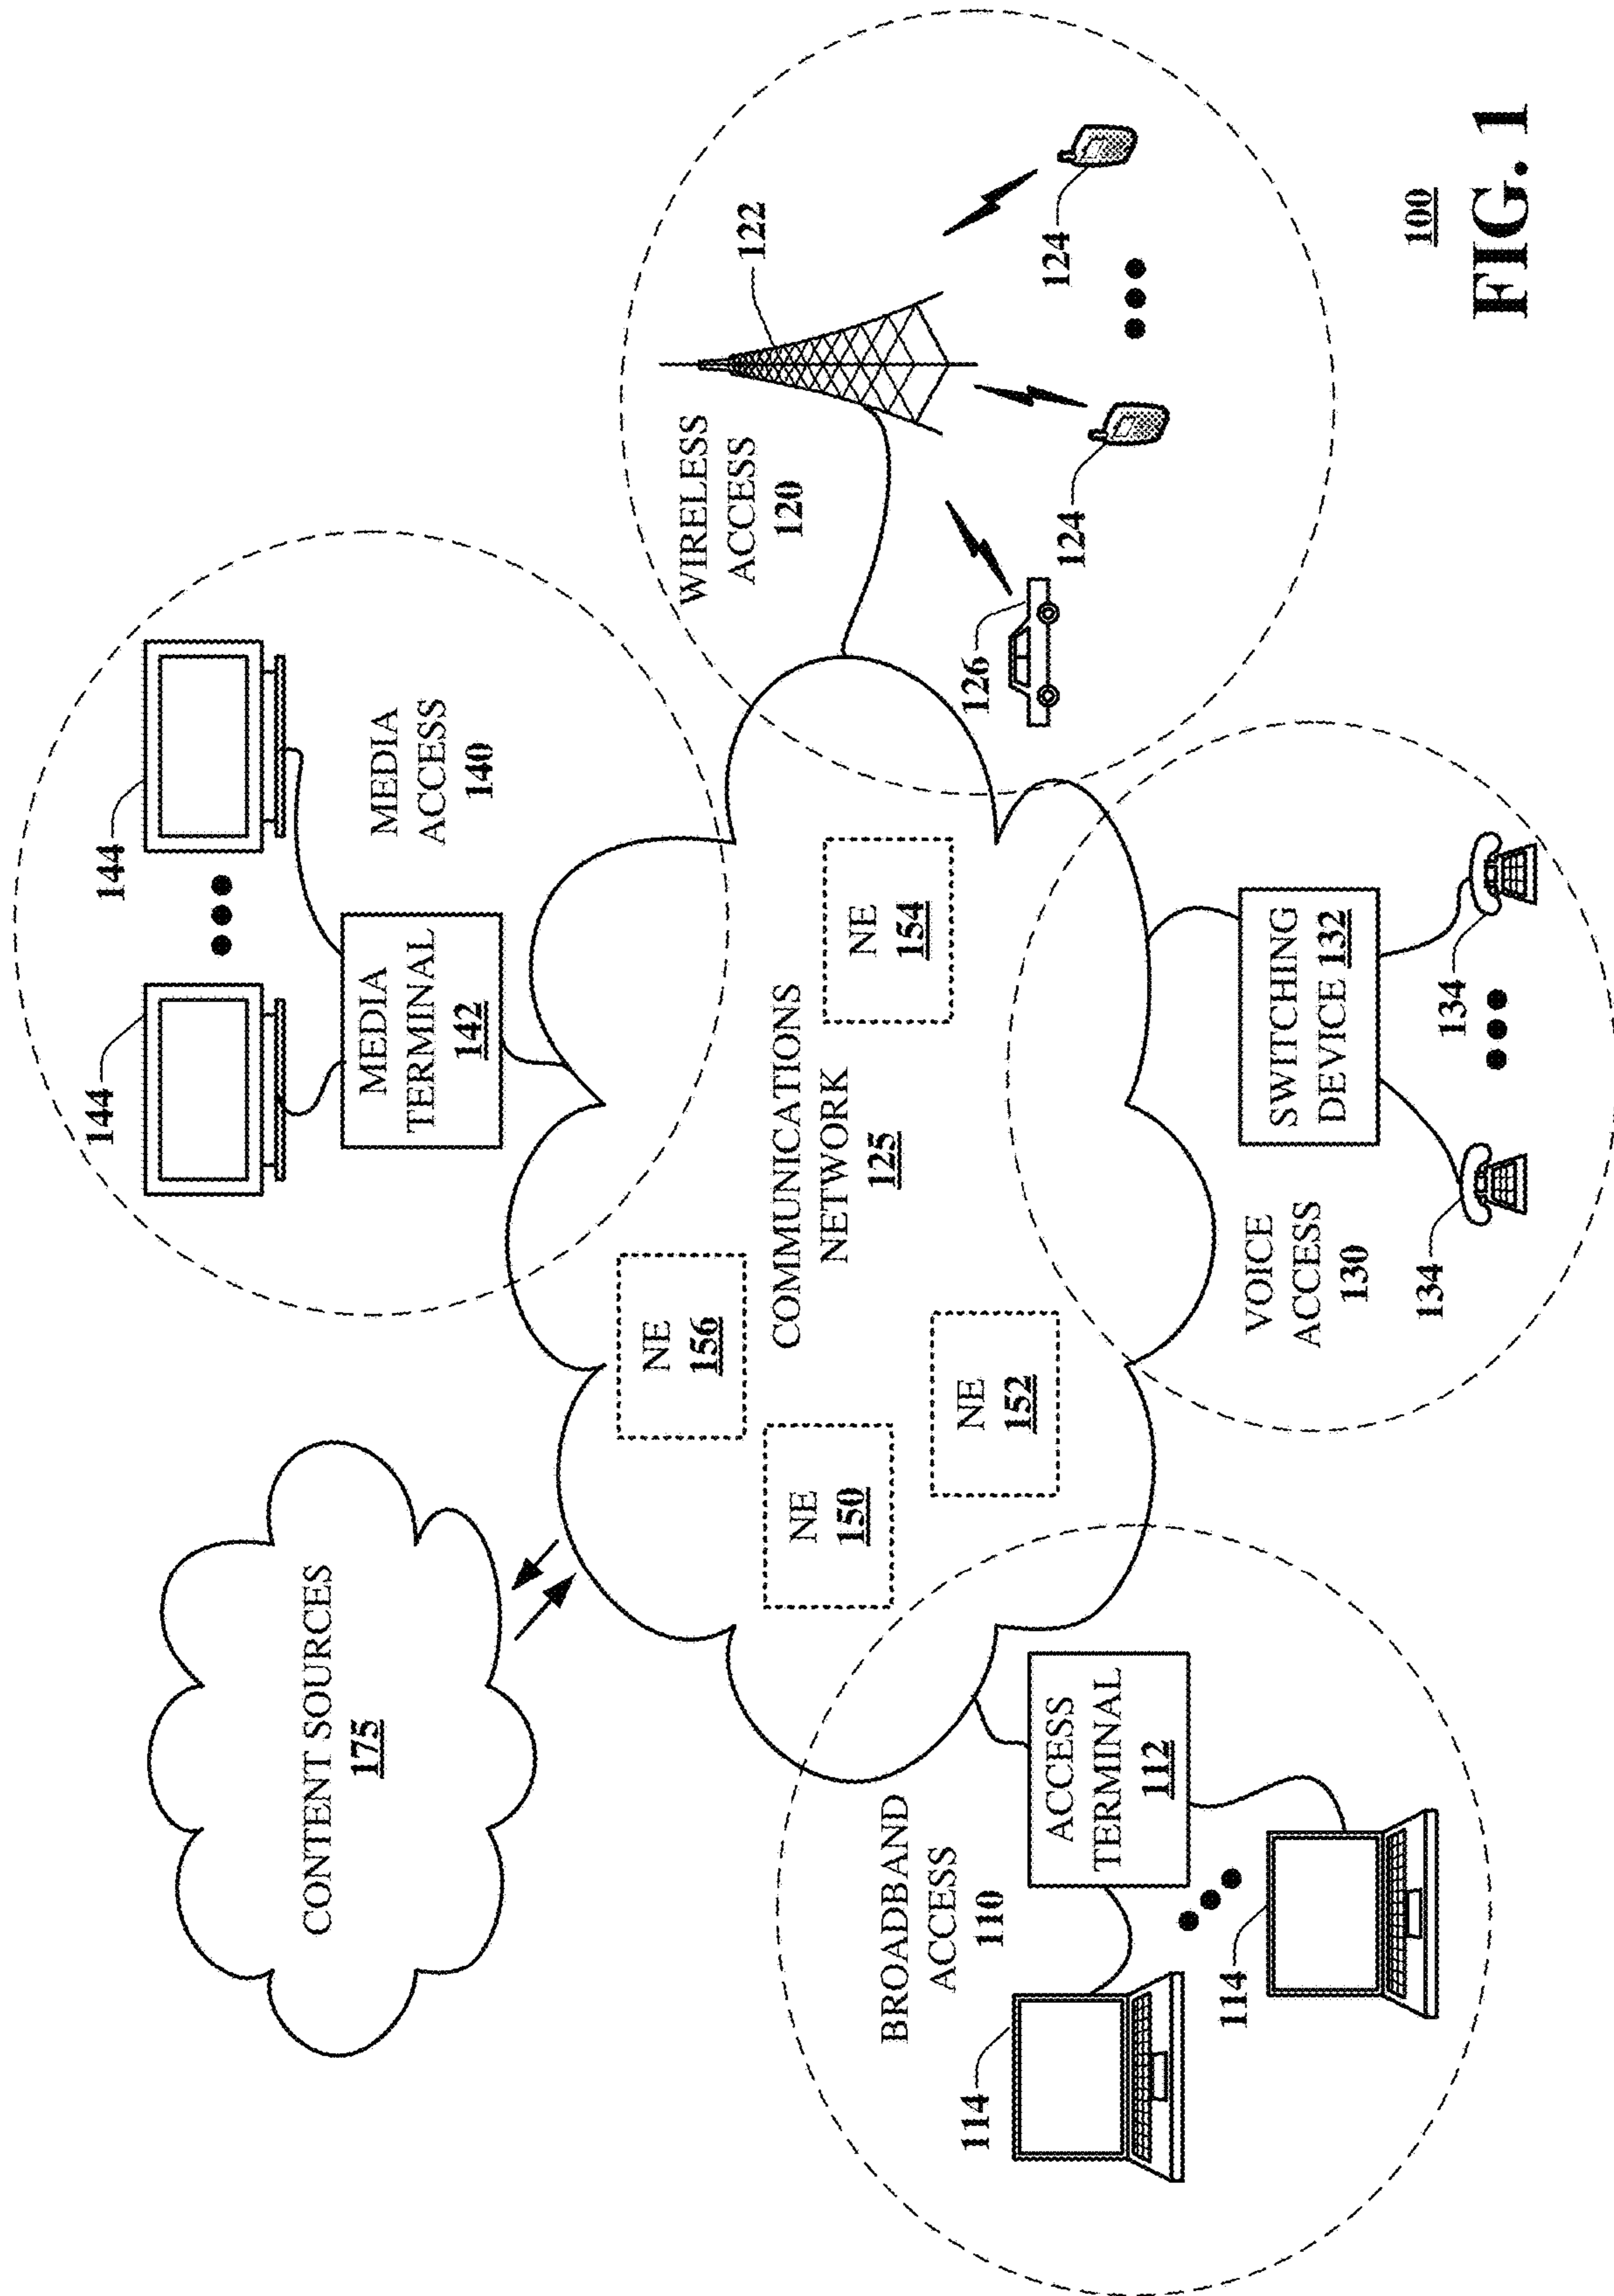 CONTENT SOURCES
175
144
144
MEDIA
TERMINAL
142
MEDIA
ACCESS
140
NE
156
NE
150
NE
152
COMMUNICATIONS
NETWORK
125
NE
154
WIRELESS
ACCESS
120
122
126
124
124
BROADBAND
ACCESS
110
ACCESS
TERMINAL
112
114
114
VOICE
ACCESS
130
SWITCHING
DEVICE 132
134
134
100
FIG. 1